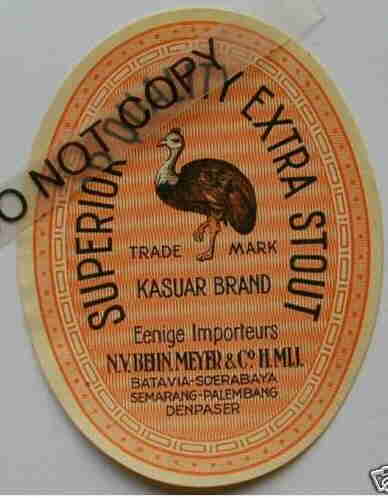 DO NOT COPY
SUPERIOR QUALITY EXTRA STOUT
TRADE MARK
KASUAR BRAND
Eenige Importeurs
N.V. BEHN. MEYER & Co H. MIJ.
BATAVIA-SOERABAYA
SEMARANG-PALEMBANG
DENPASER